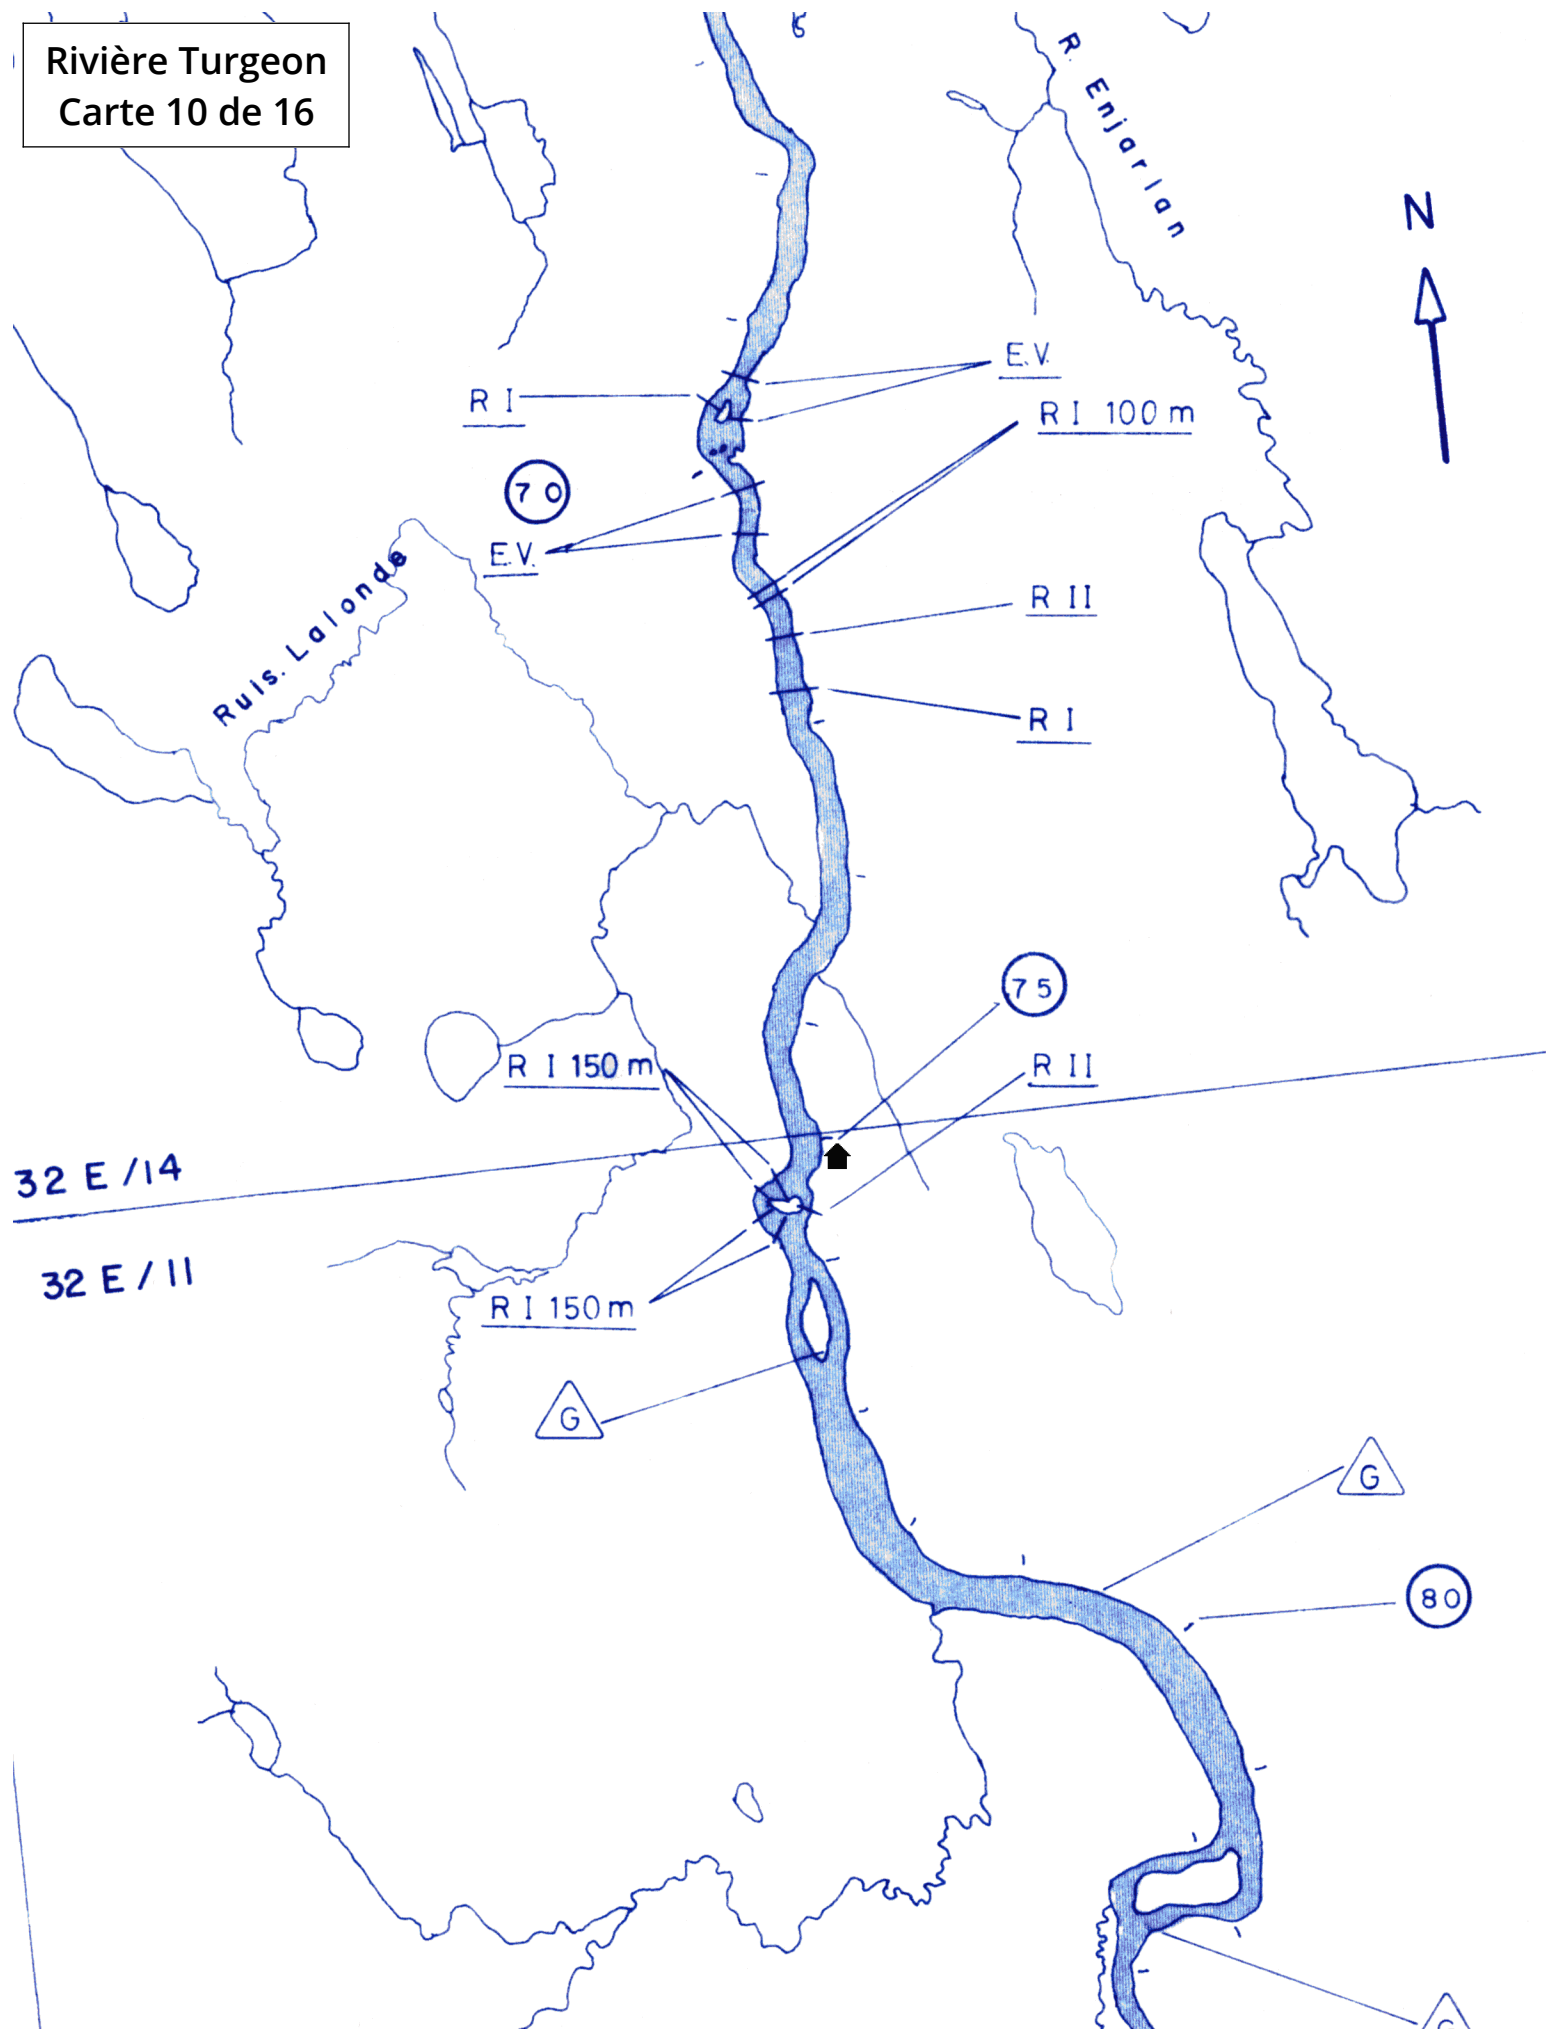 Rivière Turgeon
Carte 10 de 16
R. Enjarlan
N
E.V.
R I
R I 100 m
70
E.V.
R II
Ruis. Lalonde
R I
75
R I 150 m
R II
32 E / 14
32 E / 11
R I 150 m
G
G
80